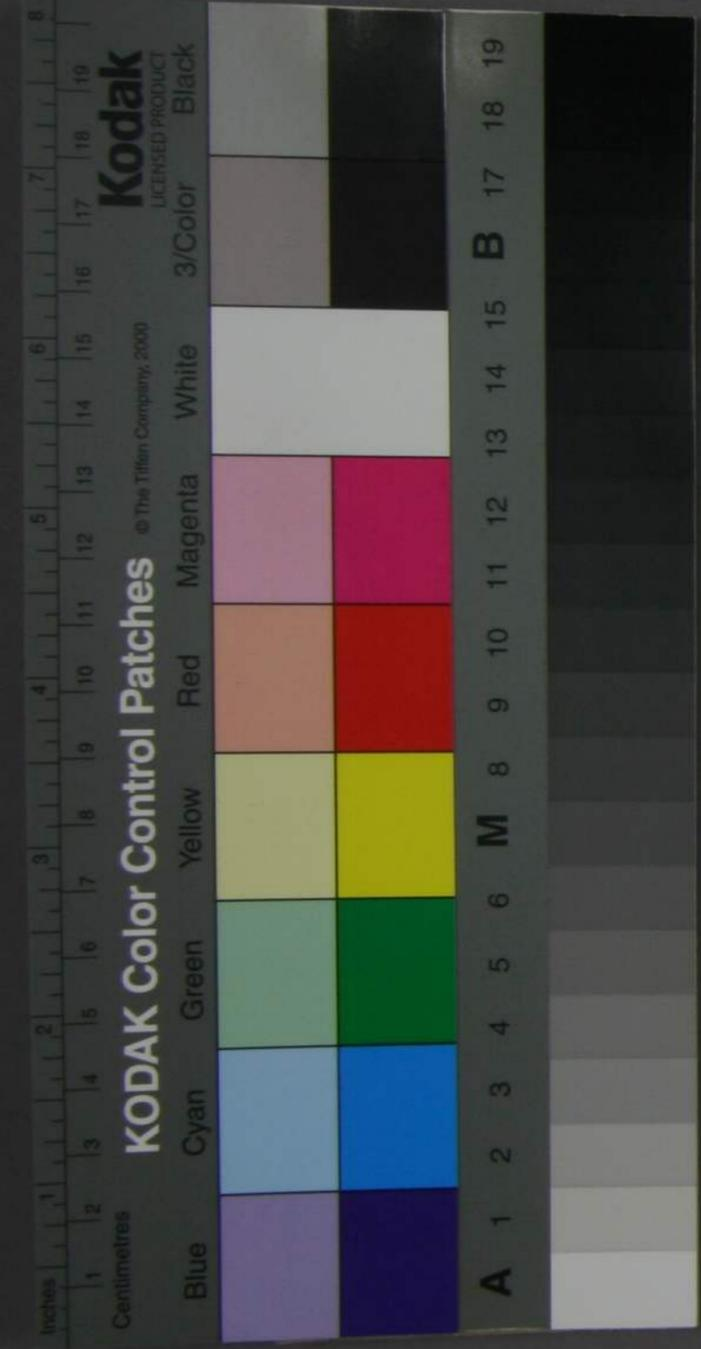 Inches 1 2 3 4 5 6 7 8
Centimetres 1 2 3 4 5 6 7 8 9 10 11 12 13 14 15 16 17 18 19
KODAK Color Control Patches © The Tiffen Company, 2000 Kodak
LICENSED PRODUCT
Blue Cyan Green Yellow Red Magenta White 3/Color Black
A 1 2 3 4 5 6 M 8 9 10 11 12 13 14 15 B 17 18 19